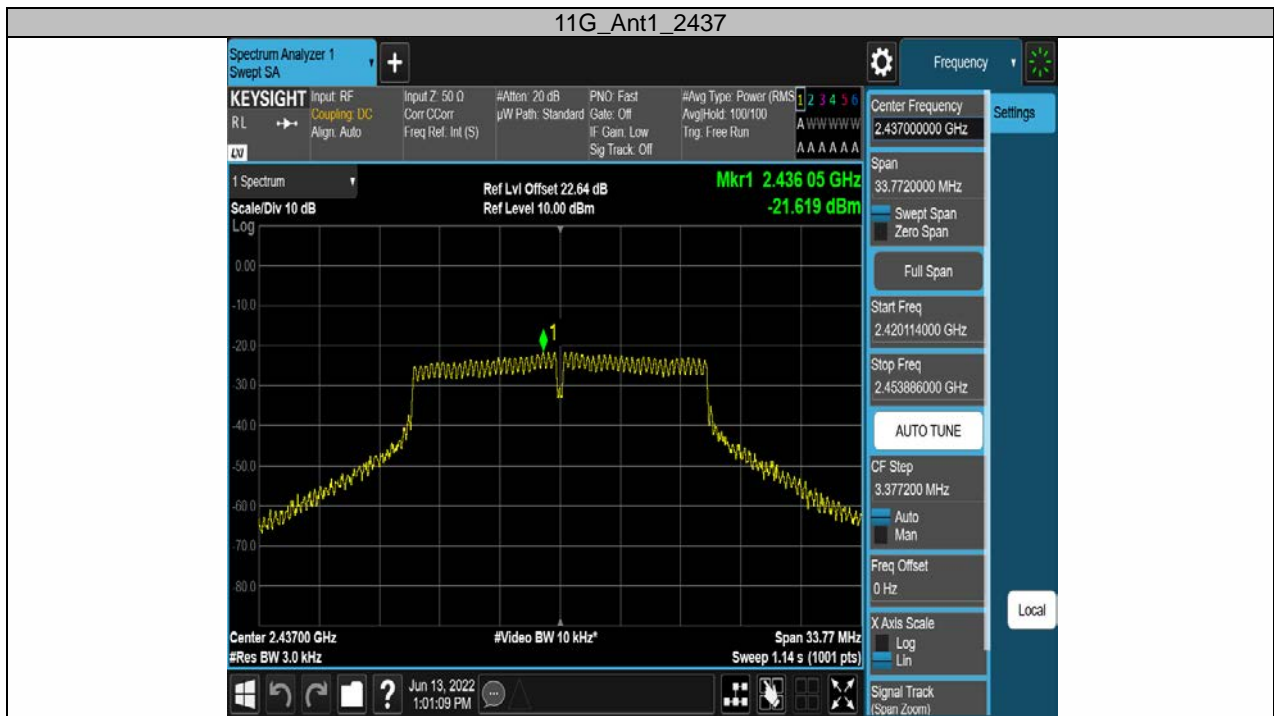 11G_Ant1_2437
Spectrum Analyzer 1
Swept SA
Frequency
KEYSIGHT
RL
LXI
Input: RF
Coupling: DC
Align: Auto
Input Z: 50 Ω
Corr CCorr
Freq Ref: Int (S)
#Atten: 20 dB
µW Path: Standard
PNO: Fast
Gate: Off
IF Gain: Low
Sig Track: Off
#Avg Type: Power (RMS
Avg|Hold: 100/100
Trig: Free Run
1 2 3 4 5 6
A W W W W W
A A A A A A
1 Spectrum
Scale/Div 10 dB
Log
Ref Lvl Offset 22.64 dB
Ref Level 10.00 dBm
Mkr1 2.436 05 GHz
-21.619 dBm
0.00
-10.0
-20.0
-30.0
-40.0
-50.0
-60.0
-70.0
-80.0
1
Center 2.43700 GHz
#Res BW 3.0 kHz
#Video BW 10 kHz*
Span 33.77 MHz
Sweep 1.14 s (1001 pts)
Jun 13, 2022
1:01:09 PM
Center Frequency
2.437000000 GHz
Settings
Span
33.7720000 MHz
Swept Span
Zero Span
Full Span
Start Freq
2.420114000 GHz
Stop Freq
2.453886000 GHz
AUTO TUNE
CF Step
3.377200 MHz
Auto
Man
Freq Offset
0 Hz
X Axis Scale
Log
Lin
Local
Signal Track
(Span Zoom)